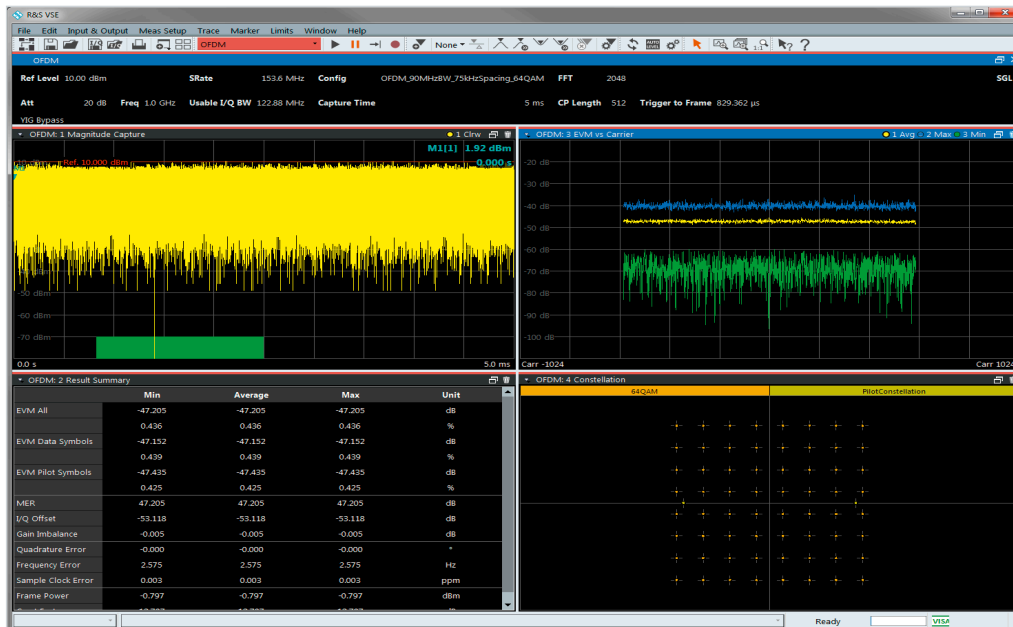 R&S VSE
File Edit Input & Output Meas Setup Trace Marker Limits Window Help
OFDM None 1:1
OFDM
Ref Level 10.00 dBm SRate 153.6 MHz Config OFDM_90MHzBW_75kHzSpacing_64QAM FFT 2048 SGL
Att 20 dB Freq 1.0 GHz Usable I/Q BW 122.88 MHz Capture Time 5 ms CP Length 512 Trigger to Frame 829.362 µs
YIG Bypass
OFDM: 1 Magnitude Capture 1 Clrw
M1[1] 1.92 dBm
0.000 s
Ref. 10.000 dBm
-50 dBm
-60 dBm
-70 dBm
0.0 s 5.0 ms
OFDM: 3 EVM vs Carrier 1 Avg 2 Max 3 Min
-20 dB
-30 dB
-40 dB
-50 dB
-60 dB
-70 dB
-80 dB
-90 dB
-100 dB
Carr -1024 Carr 1024
OFDM: 2 Result Summary
Min Average Max Unit
EVM All -47.205 -47.205 -47.205 dB
0.436 0.436 0.436 %
EVM Data Symbols -47.152 -47.152 -47.152 dB
0.439 0.439 0.439 %
EVM Pilot Symbols -47.435 -47.435 -47.435 dB
0.425 0.425 0.425 %
MER 47.205 47.205 47.205 dB
I/Q Offset -53.118 -53.118 -53.118 dB
Gain Imbalance -0.005 -0.005 -0.005 dB
Quadrature Error -0.000 -0.000 -0.000 °
Frequency Error 2.575 2.575 2.575 Hz
Sample Clock Error 0.003 0.003 0.003 ppm
Frame Power -0.797 -0.797 -0.797 dBm
OFDM: 4 Constellation
64QAM PilotConstellation
Ready VISA